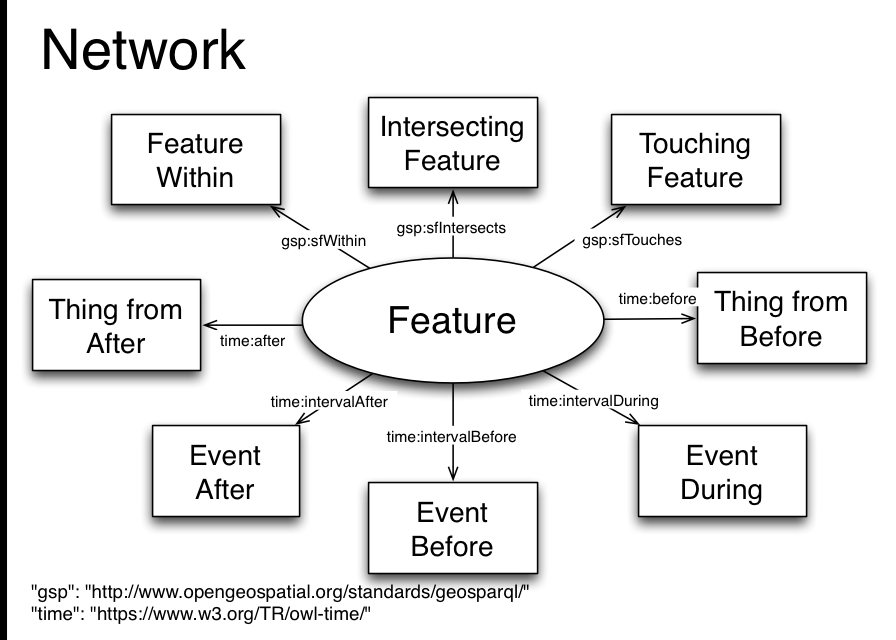 Network
Feature
Within
Intersecting
Feature
Touching
Feature
gsp:sfWithin
gsp:sfIntersects
gsp:sfTouches
Thing from
After
time:after
Feature
time:before
Thing from
Before
time:intervalAfter
time:intervalBefore
time:intervalDuring
Event
After
Event
Before
Event
During
"gsp": "http://www.opengeospatial.org/standards/geosparql/"
"time": "https://www.w3.org/TR/owl-time/"